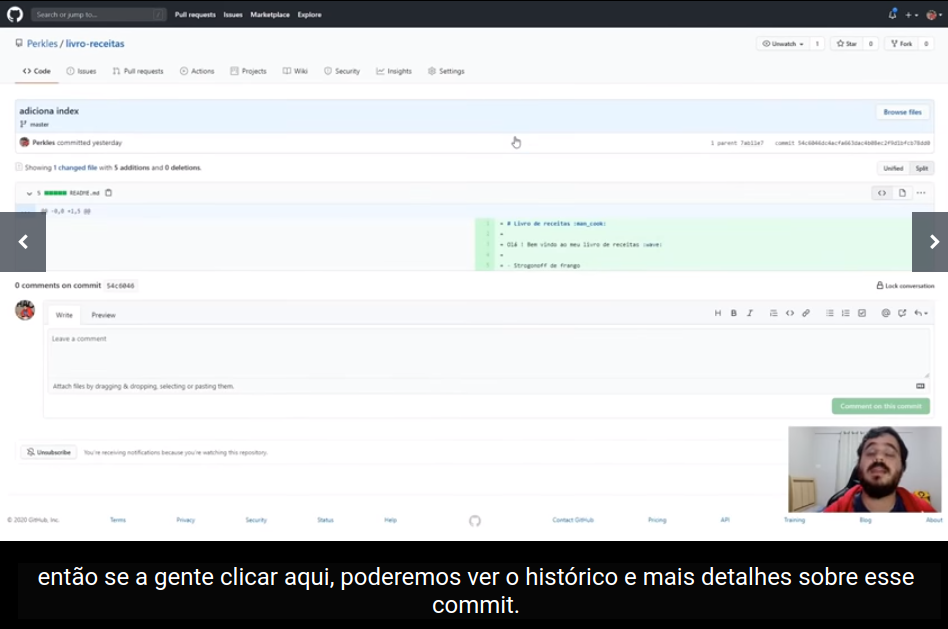 Search or jump to... /
Pull requests Issues Marketplace Explore
Perkles / livro-receitas
Unwatch 1 Star 0 Fork 0
Code Issues Pull requests Actions Projects Wiki Security Insights Settings
adiciona index
Browse files
master
Perkles committed yesterday
1 parent commit
Showing 1 changed file with 5 additions and 0 deletions.
Unified Split
5 README.md
@@ -0,0 +1,5 @@
1 + # Livro de receitas :man_cook:
2 +
3 + Olá ! Bem vindo ao meu livro de receitas :wave:
4 +
5 + - Strogonoff de frango
0 comments on commit 54c6046
Lock conversation
Write Preview
Leave a comment
Attach files by dragging & dropping, selecting or pasting them.
Comment on this commit
Unsubscribe You're receiving notifications because you're watching this repository.
© 2020 GitHub, Inc. Terms Privacy Security Status Help Contact GitHub Pricing API Training Blog About
então se a gente clicar aqui, poderemos ver o histórico e mais detalhes sobre esse
commit.